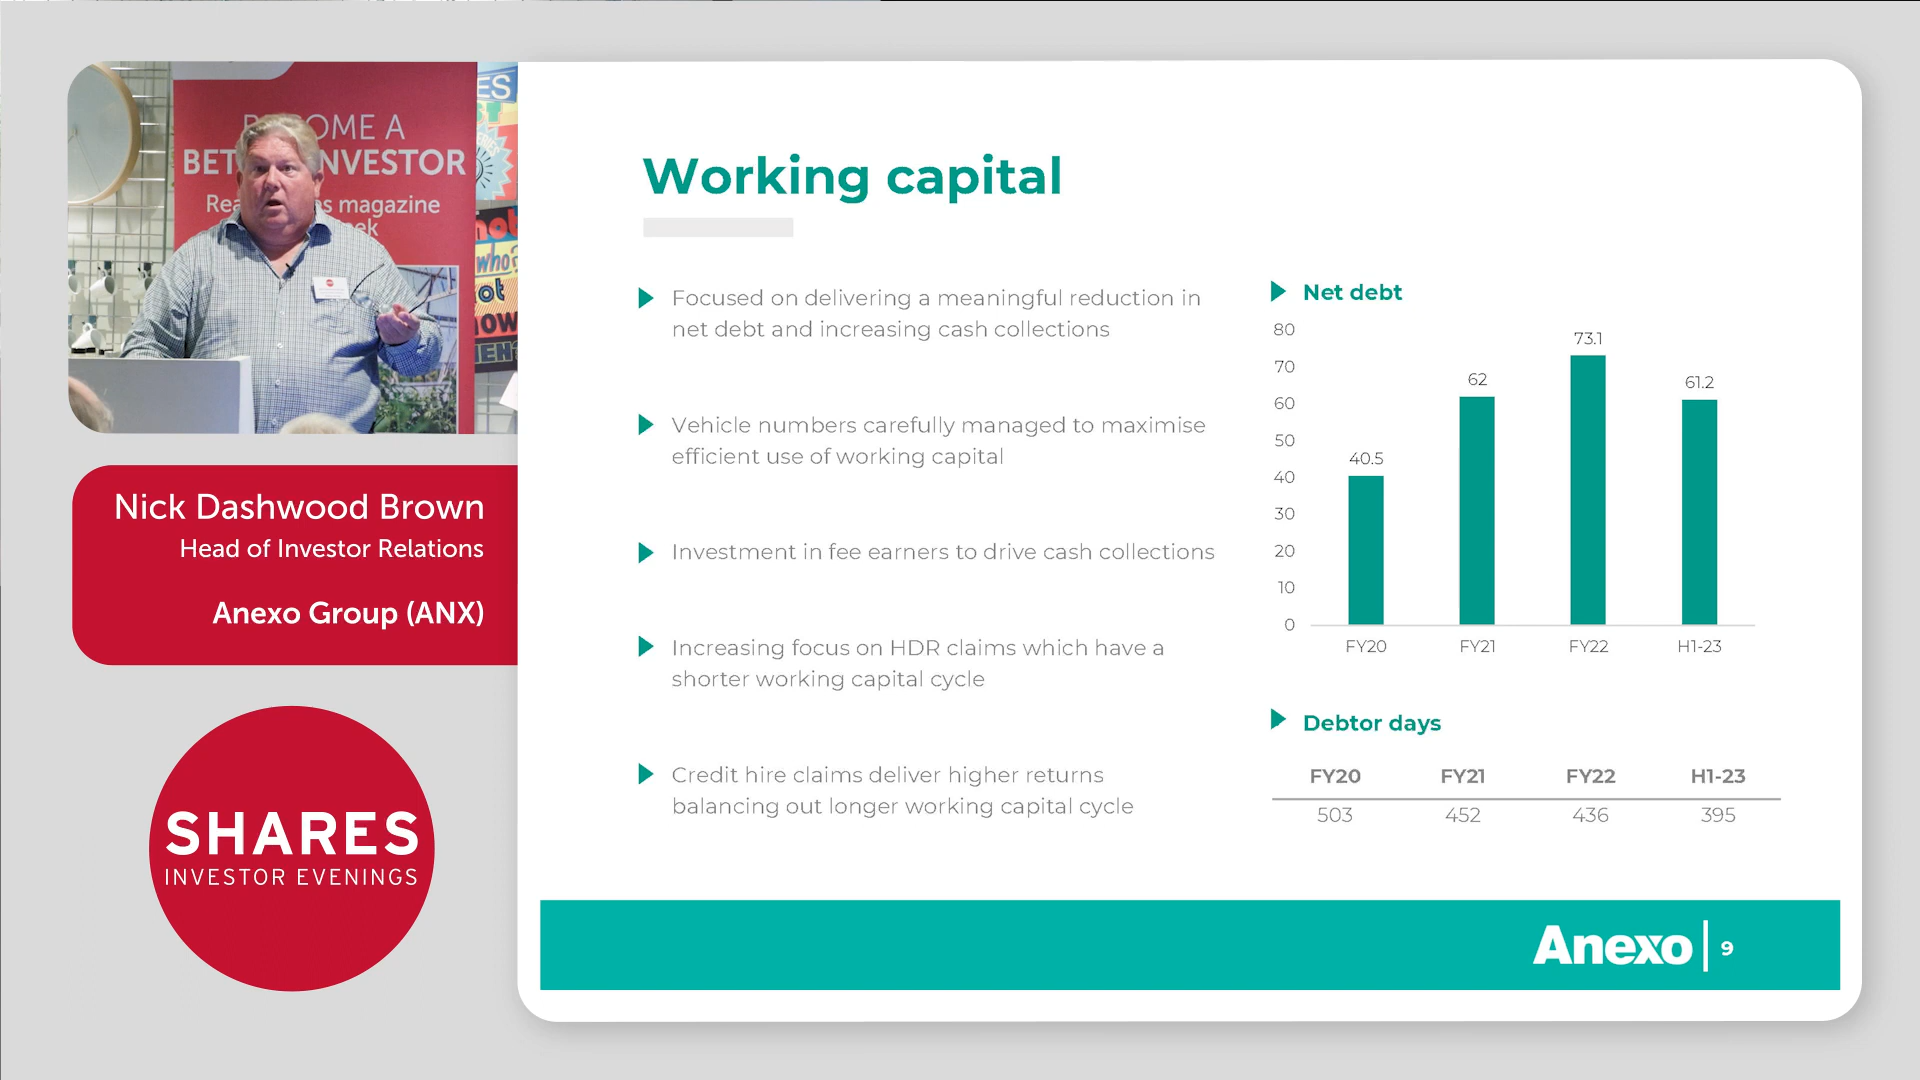 OME A
BET NVESTOR
s magazine
ES
not
who?
Nick Dashwood Brown
Head of Investor Relations
Anexo Group (ANX)
SHARES
INVESTOR EVENINGS
Working capital
Focused on delivering a meaningful reduction in
net debt and increasing cash collections
Vehicle numbers carefully managed to maximise
efficient use of working capital
Investment in fee earners to drive cash collections
Increasing focus on HDR claims which have a
shorter working capital cycle
Credit hire claims deliver higher returns
balancing out longer working capital cycle
Net debt
80
70
60
50
40
30
20
10
0
40.5
62
73.1
61.2
FY20 FY21 FY22 H1-23
Debtor days
FY20 FY21 FY22 H1-23
503 452 436 395
Anexo 9